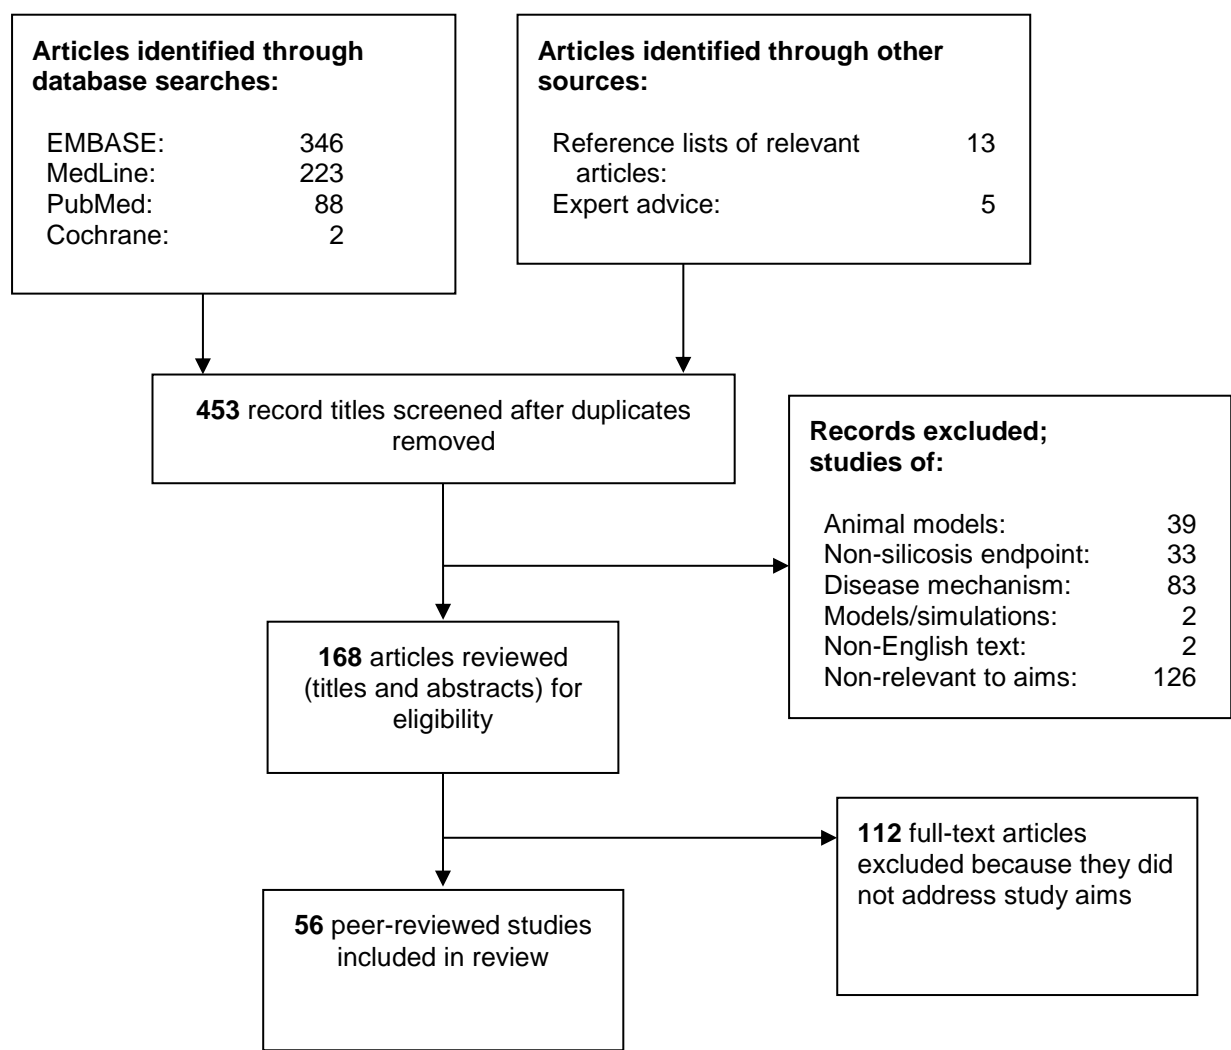 Articles identified through
database searches:
EMBASE: 346
MedLine: 223
PubMed: 88
Cochrane: 2
Articles identified through other
sources:
Reference lists of relevant 13
articles:
Expert advice: 5
453 record titles screened after duplicates
removed
Records excluded;
studies of:
Animal models: 39
Non-silicosis endpoint: 33
Disease mechanism: 83
Models/simulations: 2
Non-English text: 2
Non-relevant to aims: 126
168 articles reviewed
(titles and abstracts) for
eligibility
112 full-text articles
excluded because they did
not address study aims
56 peer-reviewed studies
included in review